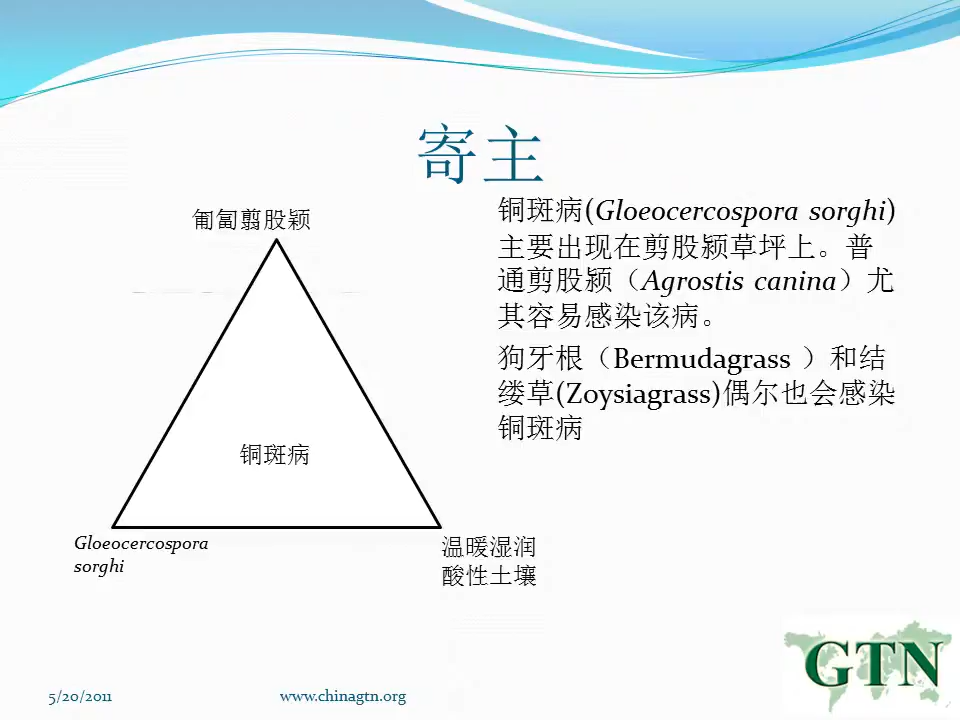 寄主
匍匐翦股颖
铜斑病
Gloeocercospora
sorghi
温暖湿润
酸性土壤
铜斑病(Gloeocercospora sorghi)
主要出现在剪股颖草坪上。普
通剪股颖（Agrostis canina）尤
其容易感染该病。
狗牙根（Bermudagrass ）和结
缕草(Zoysiagrass)偶尔也会感染
铜斑病
5/20/2011
www.chinagtn.org
GTN